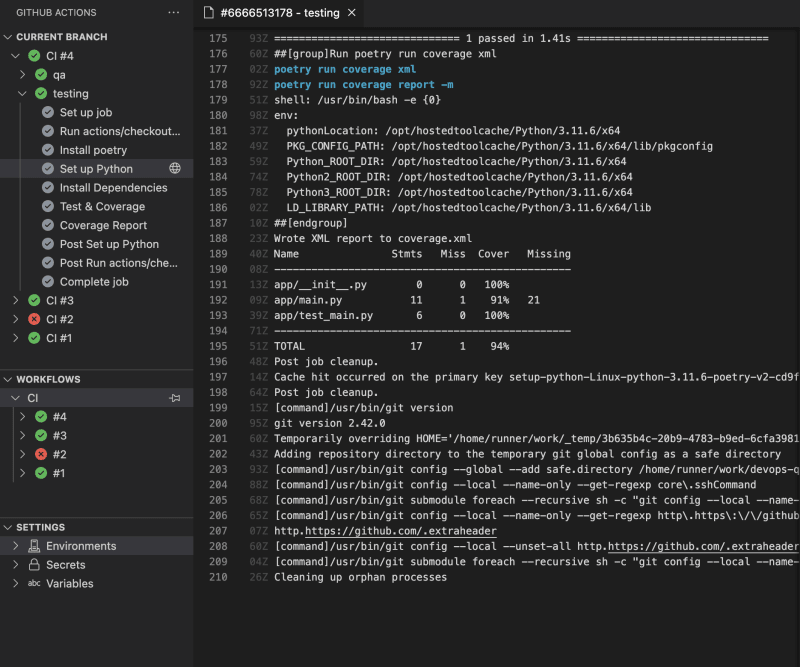 GITHUB ACTIONS
CURRENT BRANCH
CI #4
qa
testing
Set up job
Run actions/checkout...
Install poetry
Set up Python
Install Dependencies
Test & Coverage
Coverage Report
Post Set up Python
Post Run actions/che...
Complete job
CI #3
CI #2
CI #1
WORKFLOWS
CI
#4
#3
#2
#1
SETTINGS
Environments
Secrets
abc Variables
#6666513178 - testing
175 93Z ============================= 1 passed in 1.41s ==============================
176 60Z ##[group]Run poetry run coverage xml
177 02Z poetry run coverage xml
178 92Z poetry run coverage report -m
179 51Z shell: /usr/bin/bash -e {0}
180 98Z env:
181 37Z pythonLocation: /opt/hostedtoolcache/Python/3.11.6/x64
182 49Z PKG_CONFIG_PATH: /opt/hostedtoolcache/Python/3.11.6/x64/lib/pkgconfig
183 59Z Python_ROOT_DIR: /opt/hostedtoolcache/Python/3.11.6/x64
184 74Z Python2_ROOT_DIR: /opt/hostedtoolcache/Python/3.11.6/x64
185 78Z Python3_ROOT_DIR: /opt/hostedtoolcache/Python/3.11.6/x64
186 02Z LD_LIBRARY_PATH: /opt/hostedtoolcache/Python/3.11.6/x64/lib
187 10Z ##[endgroup]
188 23Z Wrote XML report to coverage.xml
189 40Z Name Stmts Miss Cover Missing
190 08Z ------------------------------------------------
191 13Z app/__init__.py 0 0 100%
192 09Z app/main.py 11 1 91% 21
193 39Z app/test_main.py 6 0 100%
194 71Z ------------------------------------------------
195 51Z TOTAL 17 1 94%
196 48Z Post job cleanup.
197 14Z Cache hit occurred on the primary key setup-python-Linux-python-3.11.6-poetry-v2-cd9f
198 64Z Post job cleanup.
199 15Z [command]/usr/bin/git version
200 95Z git version 2.42.0
201 60Z Temporarily overriding HOME='/home/runner/work/_temp/3b635b4c-20b9-4783-b9ed-6cfa3981
202 43Z Adding repository directory to the temporary git global config as a safe directory
203 93Z [command]/usr/bin/git config --global --add safe.directory /home/runner/work/devops-q
204 88Z [command]/usr/bin/git config --local --name-only --get-regexp core\.sshCommand
205 68Z [command]/usr/bin/git submodule foreach --recursive sh -c "git config --local --name-
206 65Z [command]/usr/bin/git config --local --name-only --get-regexp http\.https\:\/\/github
207 07Z http.https://github.com/.extraheader
208 60Z [command]/usr/bin/git config --local --unset-all http.https://github.com/.extraheader
209 04Z [command]/usr/bin/git submodule foreach --recursive sh -c "git config --local --name-
210 26Z Cleaning up orphan processes